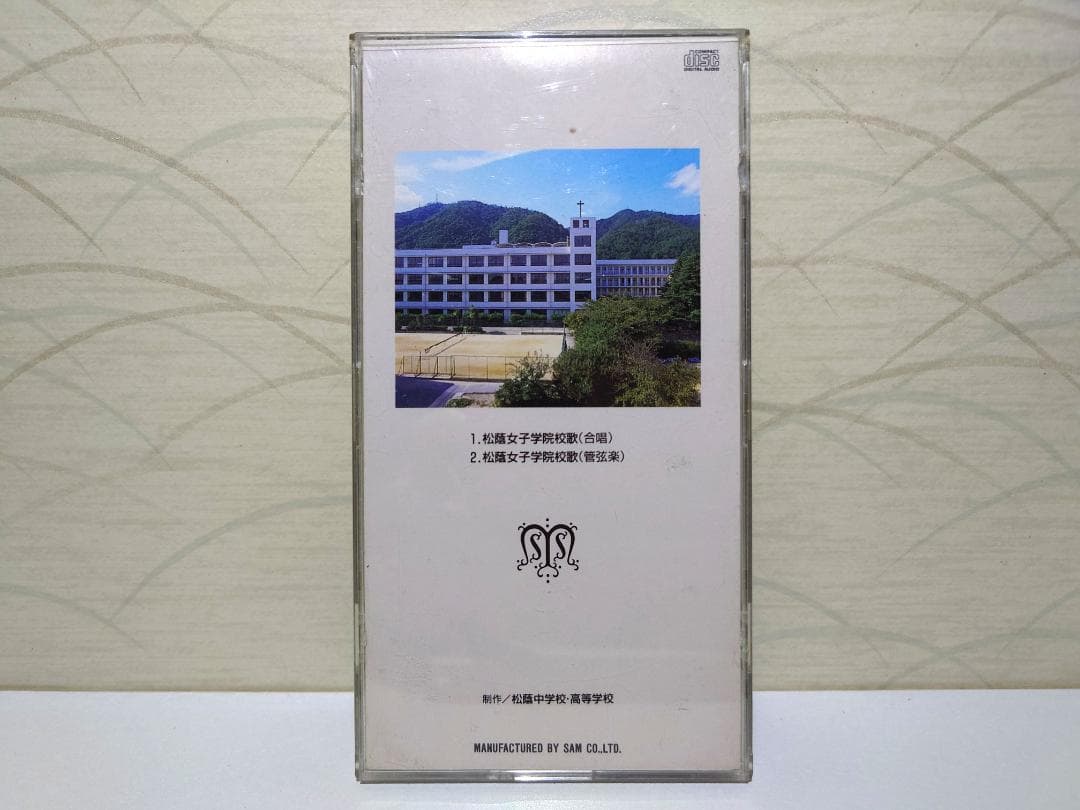 COMPACT
disc
DIGITAL AUDIO
1.松蔭女子学院校歌(合唱)
2.松蔭女子学院校歌(管弦楽)
制作/松蔭中学校・高等学校
MANUFACTURED BY SAM CO.,LTD.